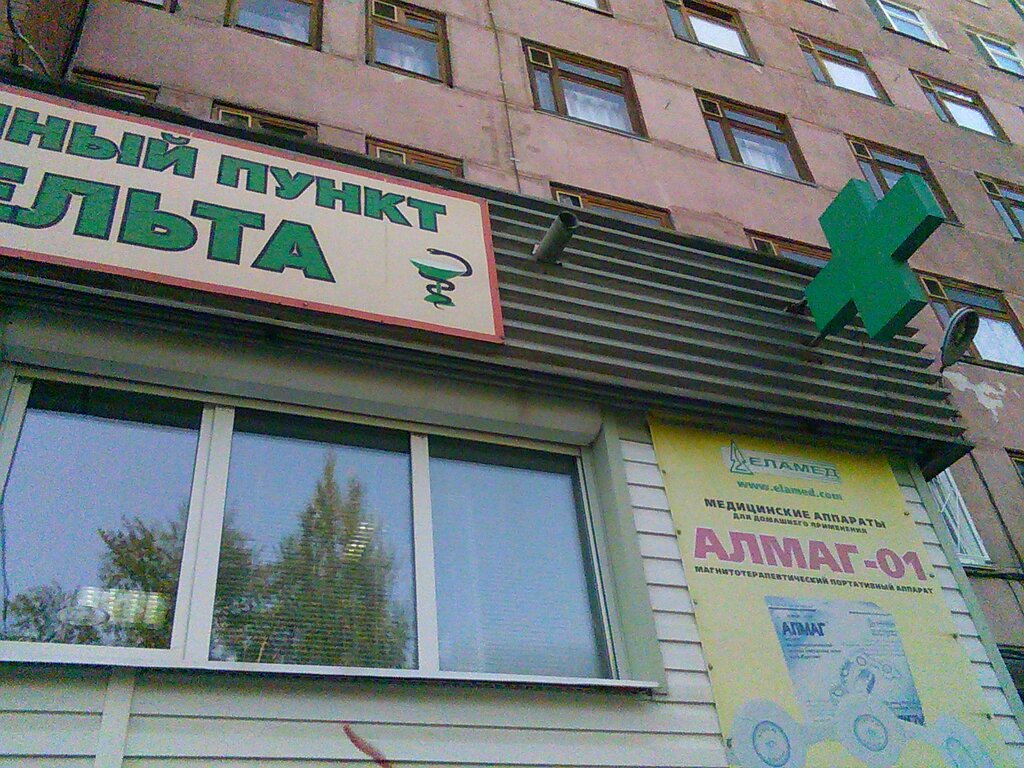 НЫЙ ПУНКТ
ЕЛЬТА
ЕЛАМЕД
www.elamed.com
МЕДИЦИНСКИЕ АППАРАТЫ
ДЛЯ ДОМАШНЕГО ПРИМЕНЕНИЯ
АЛМАГ-01
МАГНИТОТЕРАПЕВТИЧЕСКИЙ ПОРТАТИВНЫЙ АППАРАТ
АЛМАГ